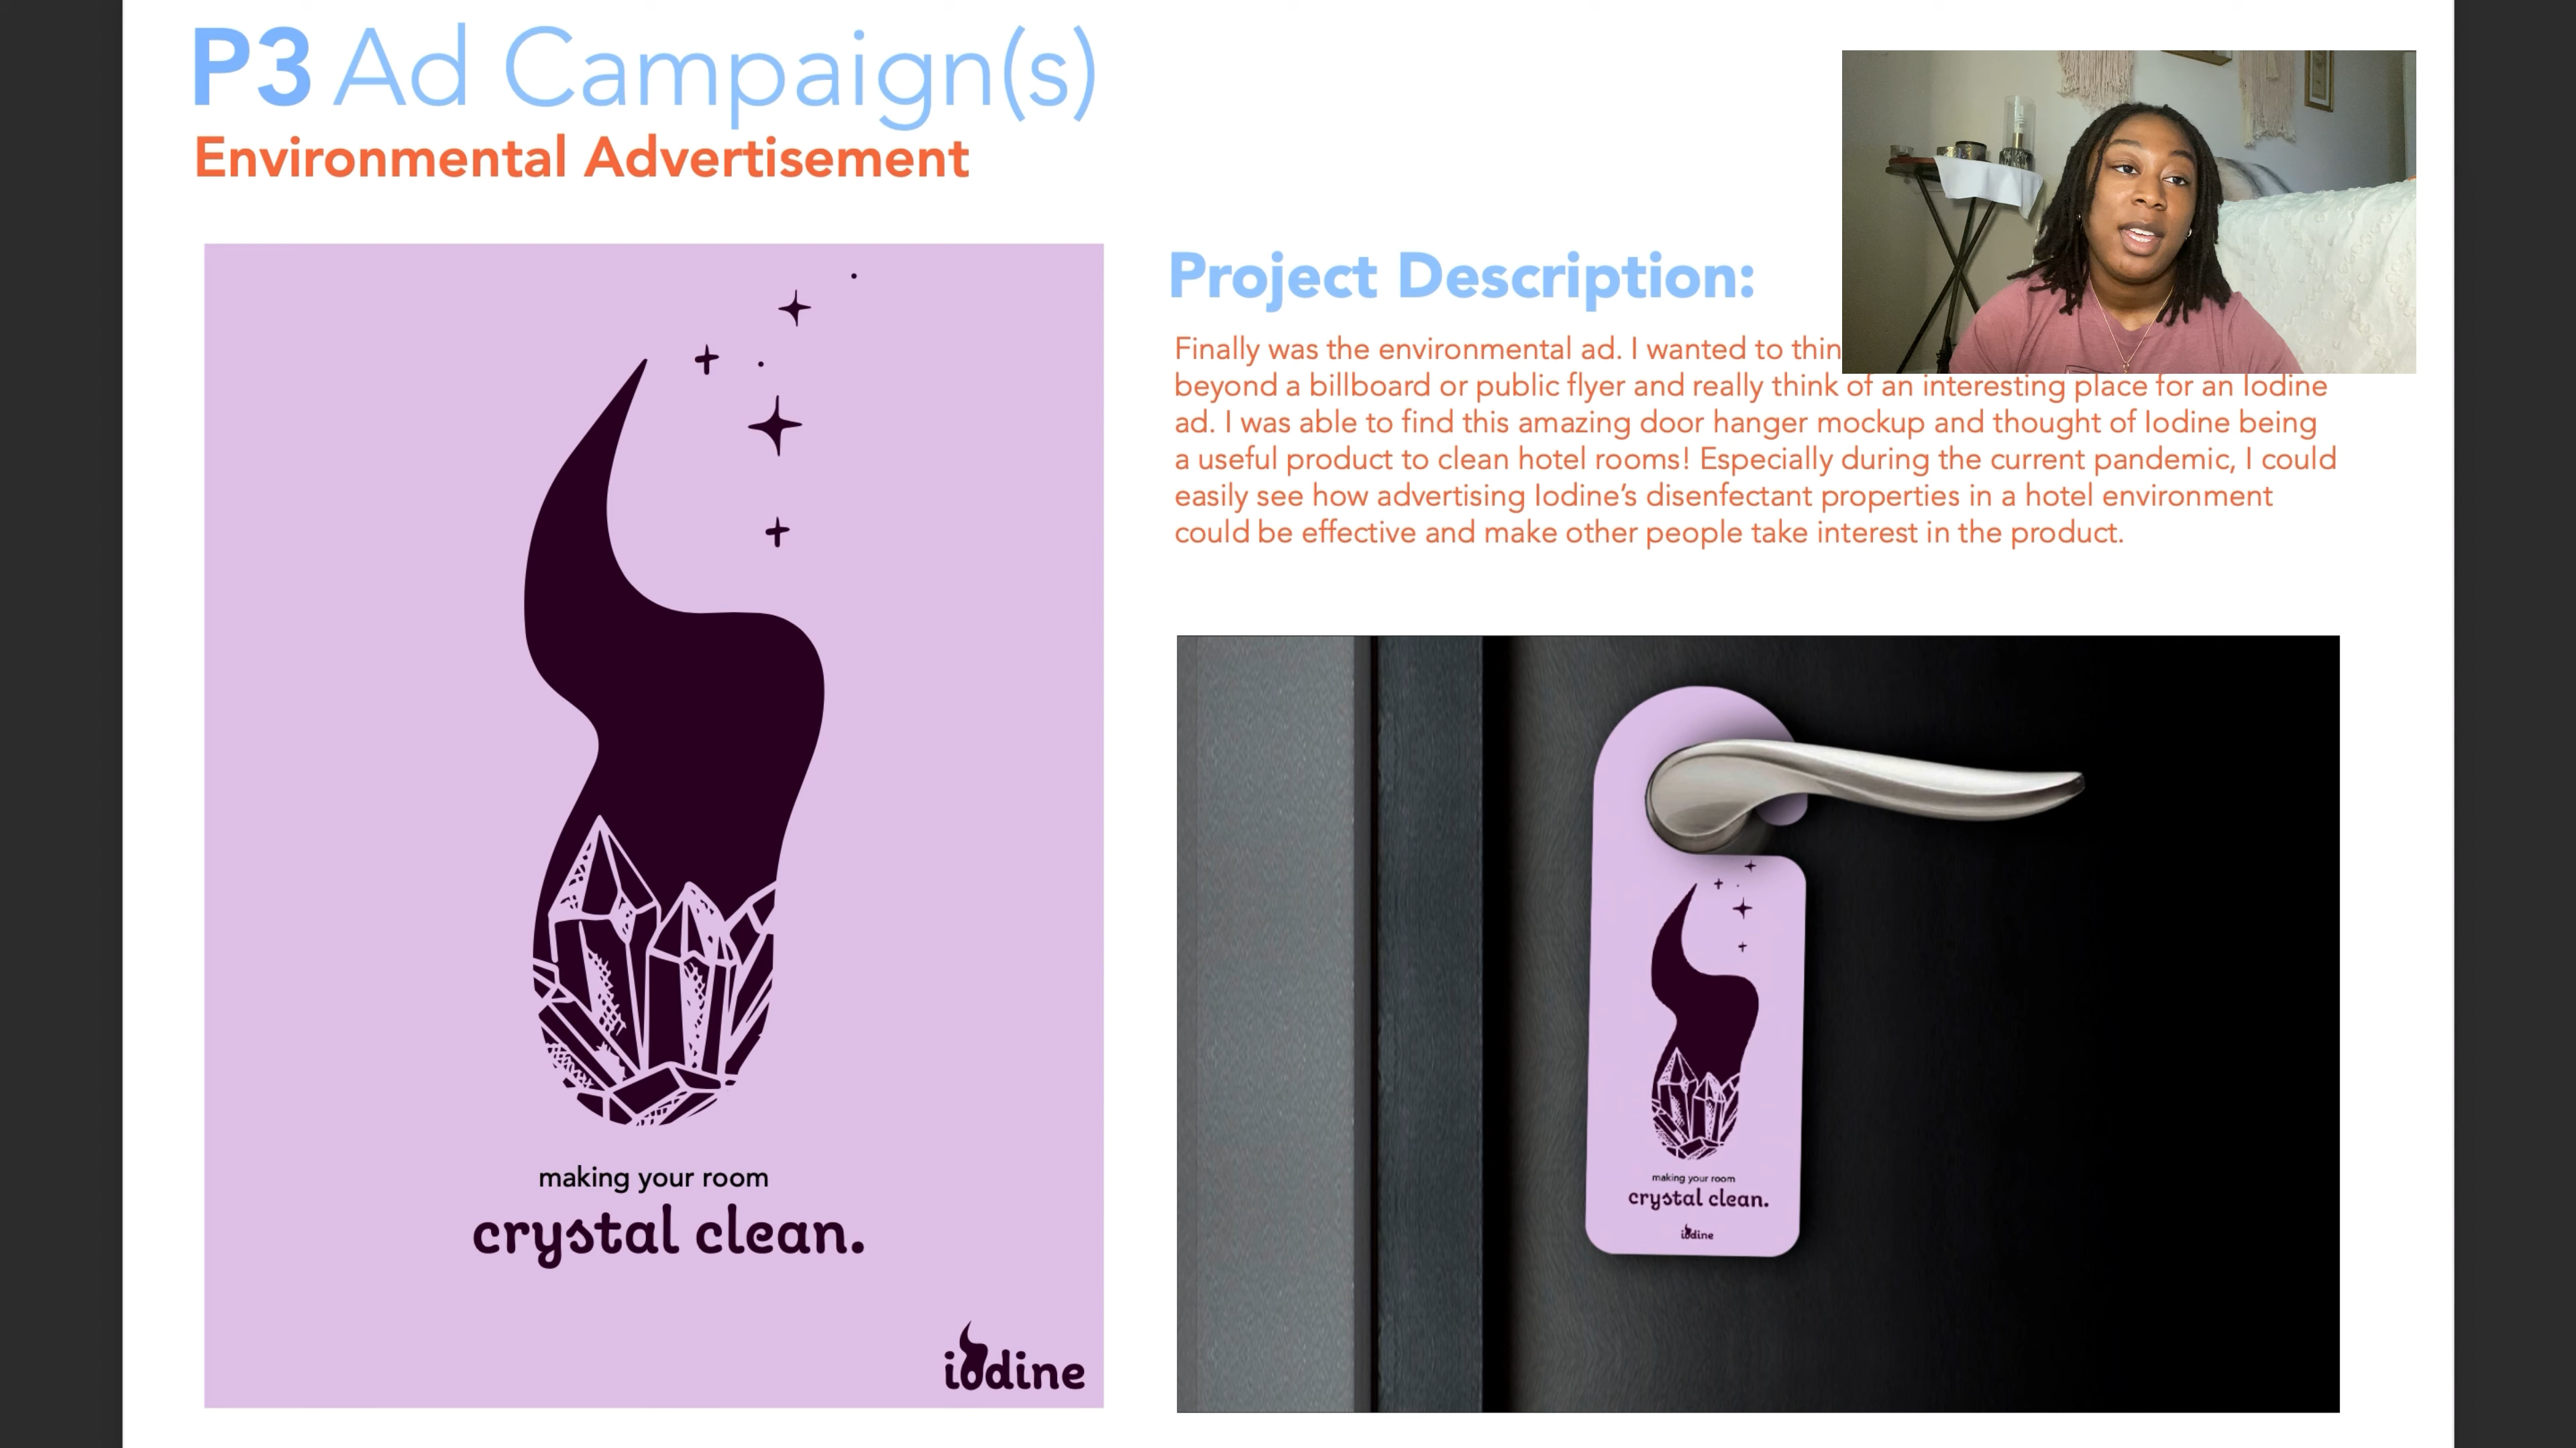 P3 Ad Campaign(s)
Environmental Advertisement
making your room
crystal clean.
iodine
Project Description:
Finally was the environmental ad. I wanted to
beyond a billboard or public flyer and really think of an interesting place for an Iodine
ad. I was able to find this amazing door hanger mockup and thought of Iodine being
a useful product to clean hotel rooms! Especially during the current pandemic, I could
easily see how advertising Iodine's disenfectant properties in a hotel environment
could be effective and make other people take interest in the product.
making your room
crystal clean.
iodine